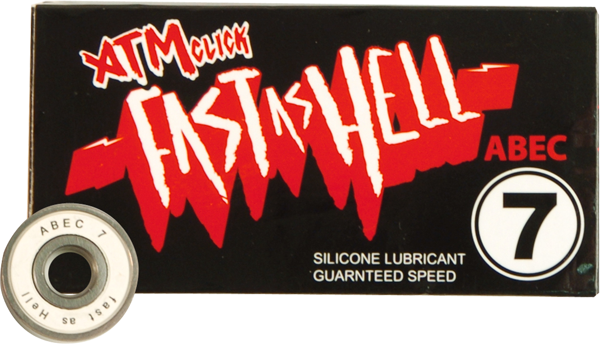 ATM CLICK
FAST AS HELL
ABEC
7
SILICONE LUBRICANT
GUARNTEED SPEED
ABEC 7
fast as Hell